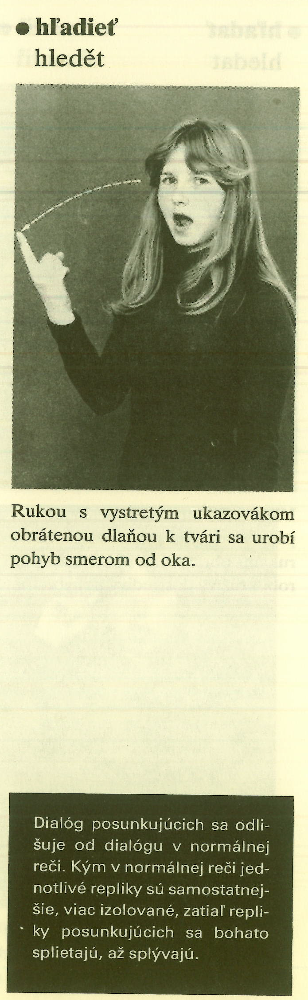 ● hľadieť
hledět
Rukou s vystretým ukazovákom
obrátenou dlaňou k tvári sa urobí
pohyb smerom od oka.
Dialóg posunkujúcich sa odli-
šuje od dialógu v normálnej
reči. Kým v normálnej reči jed-
notlivé repliky sú samostatnej-
šie, viac izolované, zatiaľ repli-
ky posunkujúcich sa bohato
splietajú, až splývajú.